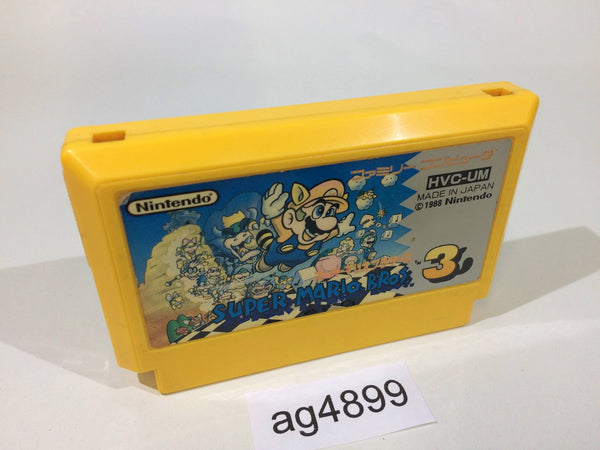 Nintendo
ファミリーコンピュータ
HVC-UM
MADE IN JAPAN
© 1988 Nintendo
SUPER MARIO BROS. 3
ag4899